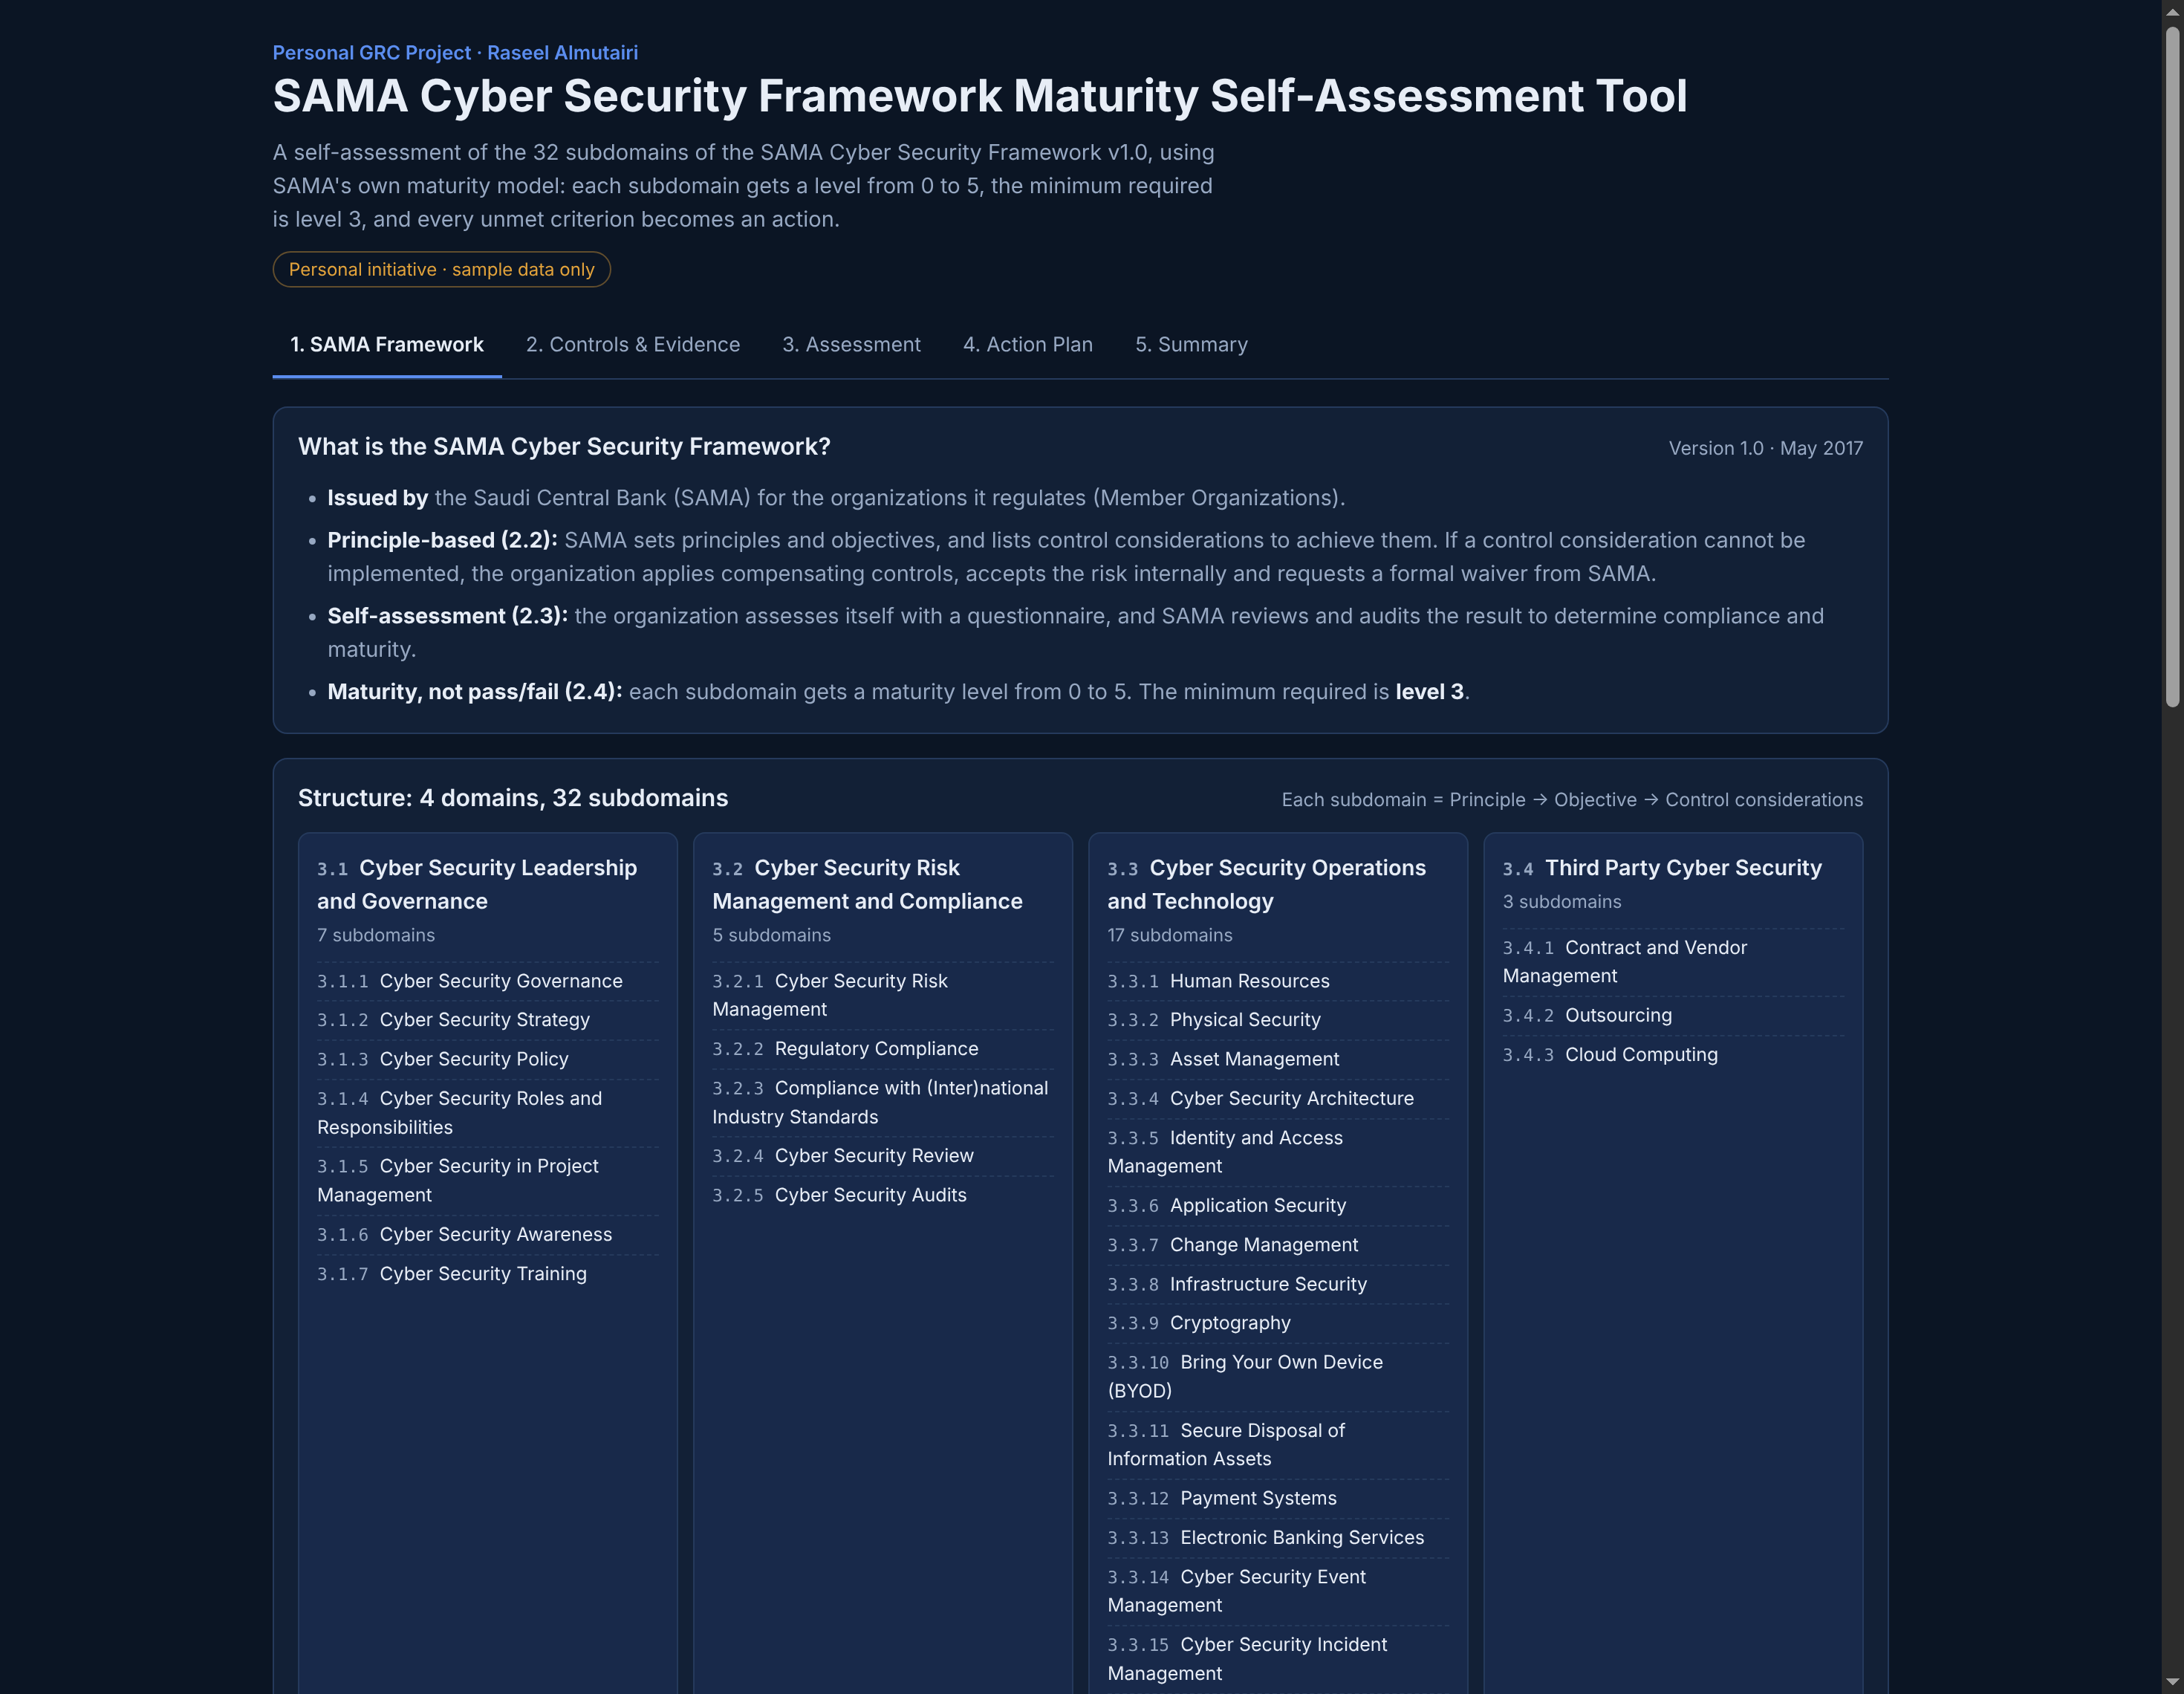 Personal GRC Project · Raseel Almutairi
SAMA Cyber Security Framework Maturity Self-Assessment Tool
A self-assessment of the 32 subdomains of the SAMA Cyber Security Framework v1.0, using
SAMA's own maturity model: each subdomain gets a level from 0 to 5, the minimum required
is level 3, and every unmet criterion becomes an action.
Personal initiative · sample data only
1. SAMA Framework
2. Controls & Evidence
3. Assessment
4. Action Plan
5. Summary
What is the SAMA Cyber Security Framework?
Version 1.0 · May 2017
• Issued by the Saudi Central Bank (SAMA) for the organizations it regulates (Member Organizations).
• Principle-based (2.2): SAMA sets principles and objectives, and lists control considerations to achieve them. If a control consideration cannot be
implemented, the organization applies compensating controls, accepts the risk internally and requests a formal waiver from SAMA.
• Self-assessment (2.3): the organization assesses itself with a questionnaire, and SAMA reviews and audits the result to determine compliance and
maturity.
• Maturity, not pass/fail (2.4): each subdomain gets a maturity level from 0 to 5. The minimum required is level 3.
Structure: 4 domains, 32 subdomains
Each subdomain = Principle → Objective → Control considerations
3.1 Cyber Security Leadership
and Governance
7 subdomains
3.1.1 Cyber Security Governance
3.1.2 Cyber Security Strategy
3.1.3 Cyber Security Policy
3.1.4 Cyber Security Roles and
Responsibilities
3.1.5 Cyber Security in Project
Management
3.1.6 Cyber Security Awareness
3.1.7 Cyber Security Training
3.2 Cyber Security Risk
Management and Compliance
5 subdomains
3.2.1 Cyber Security Risk
Management
3.2.2 Regulatory Compliance
3.2.3 Compliance with (Inter)national
Industry Standards
3.2.4 Cyber Security Review
3.2.5 Cyber Security Audits
3.3 Cyber Security Operations
and Technology
17 subdomains
3.3.1 Human Resources
3.3.2 Physical Security
3.3.3 Asset Management
3.3.4 Cyber Security Architecture
3.3.5 Identity and Access
Management
3.3.6 Application Security
3.3.7 Change Management
3.3.8 Infrastructure Security
3.3.9 Cryptography
3.3.10 Bring Your Own Device
(BYOD)
3.3.11 Secure Disposal of
Information Assets
3.3.12 Payment Systems
3.3.13 Electronic Banking Services
3.3.14 Cyber Security Event
Management
3.3.15 Cyber Security Incident
Management
3.4 Third Party Cyber Security
3 subdomains
3.4.1 Contract and Vendor
Management
3.4.2 Outsourcing
3.4.3 Cloud Computing